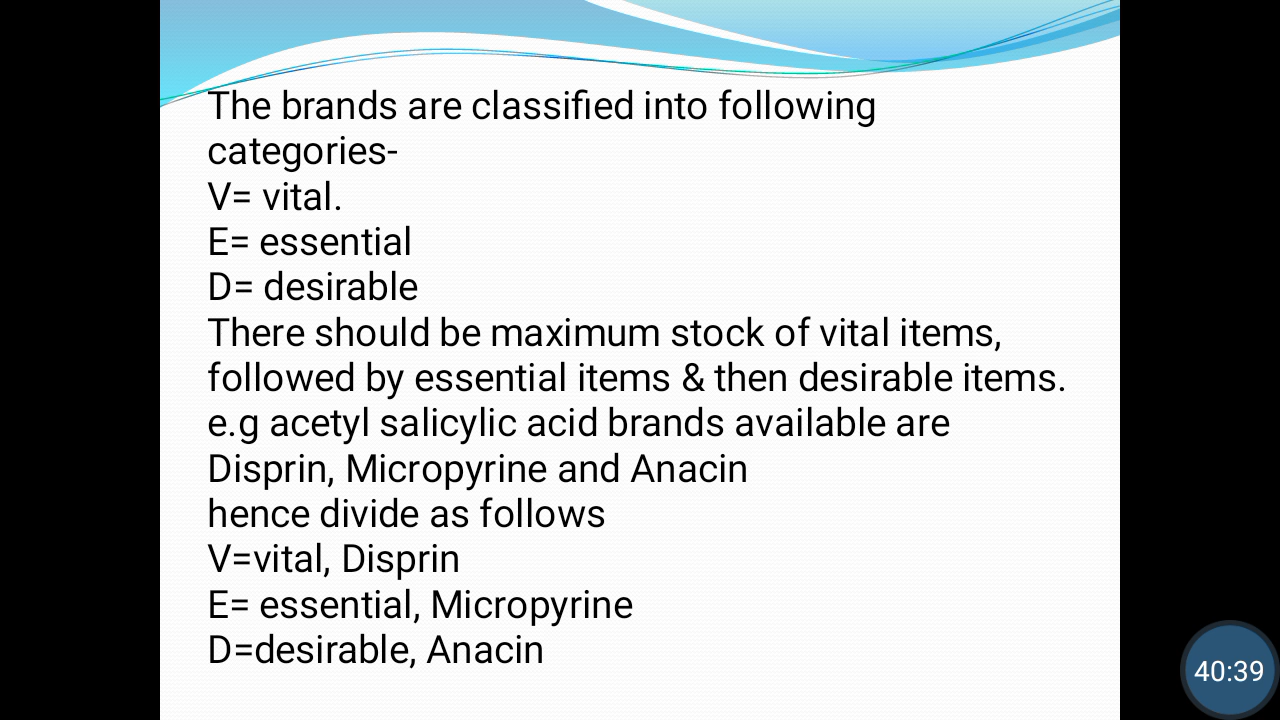 The brands are classified into following
categories-
V= vital.
E= essential
D= desirable
There should be maximum stock of vital items,
followed by essential items & then desirable items.
e.g acetyl salicylic acid brands available are
Disprin, Micropyrine and Anacin
hence divide as follows
V=vital, Disprin
E= essential, Micropyrine
D=desirable, Anacin
40:39